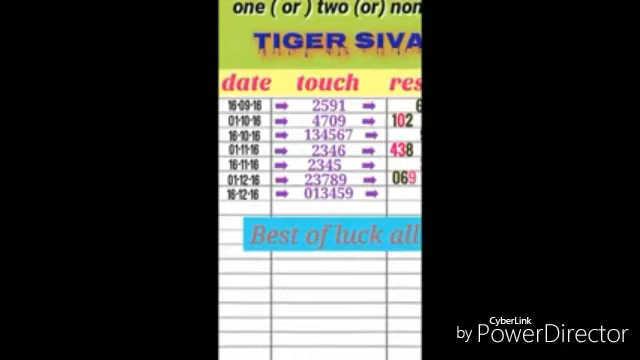 one ( or ) two (or) non
TIGER SIVA
date touch res
16-09-16 ➡ 2591 ➡ 6
01-10-16 ➡ 4709 ➡ 102
16-10-16 ➡ 134567 ➡
01-11-16 ➡ 2346 ➡ 438
16-11-16 ➡ 2345 ➡
01-12-16 ➡ 23789 ➡ 069
16-12-16 ➡ 013459 ➡
Best of luck all
CyberLink
by PowerDirector